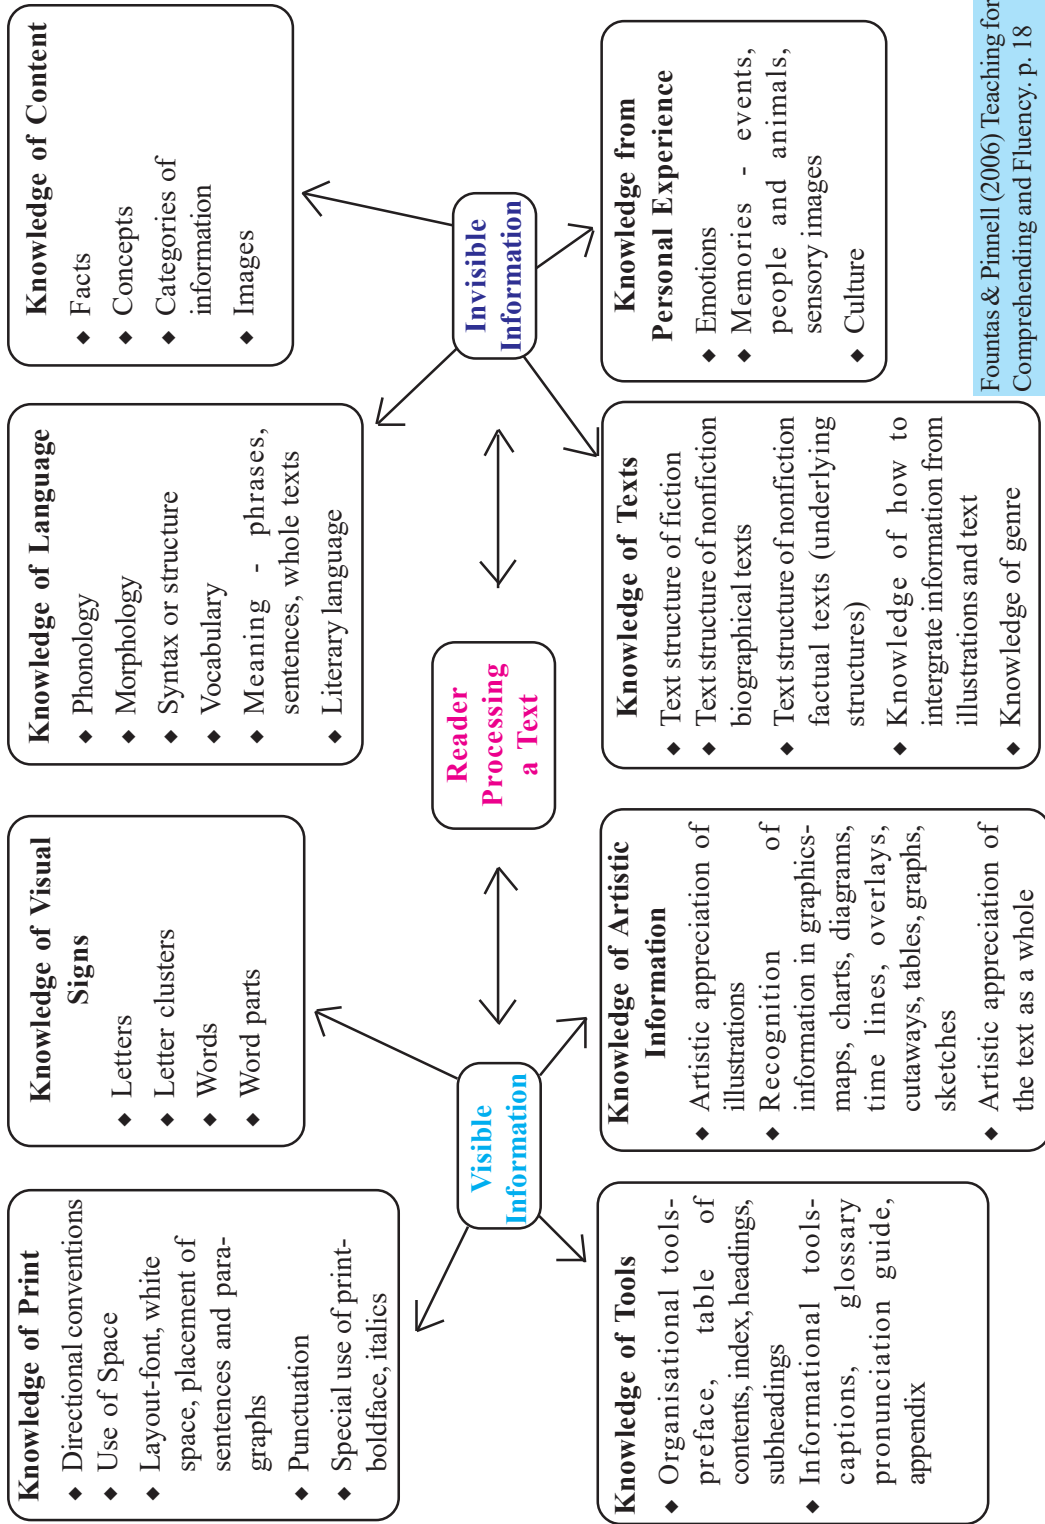 Knowledge of Print
◆ Directional conventions
◆ Use of Space
◆ Layout-font, white
space, placement of
sentences and para-
graphs
◆ Punctuation
◆ Special use of print-
boldface, italics
Knowledge of Visual
Signs
◆ Letters
◆ Letter clusters
◆ Words
◆ Word parts
Knowledge of Language
◆ Phonology
◆ Morphology
◆ Syntax or structure
◆ Vocabulary
◆ Meaning - phrases,
sentences, whole texts
◆ Literary language
Knowledge of Content
◆ Facts
◆ Concepts
◆ Categories of
information
◆ Images
Visible
Information
Reader
Processing
a Text
Invisible
Information
Knowledge of Tools
◆ Organisational tools-
preface, table of
contents, index, headings,
subheadings
◆ Informational tools-
captions, glossary
pronunciation guide,
appendix
Knowledge of Artistic
Information
◆ Artistic appreciation of
illustrations
◆ Recognition of
information in graphics-
maps, charts, diagrams,
time lines, overlays,
cutaways, tables, graphs,
sketches
◆ Artistic appreciation of
the text as a whole
Knowledge of Texts
◆ Text structure of fiction
◆ Text structure of nonfiction
biographical texts
◆ Text structure of nonfiction
factual texts (underlying
structures)
◆ Knowledge of how to
intergrate information from
illustrations and text
◆ Knowledge of genre
Knowledge from
Personal Experience
◆ Emotions
◆ Memories - events,
people and animals,
sensory images
◆ Culture
Fountas & Pinnell (2006) Teaching for
Comprehending and Fluency. p. 18